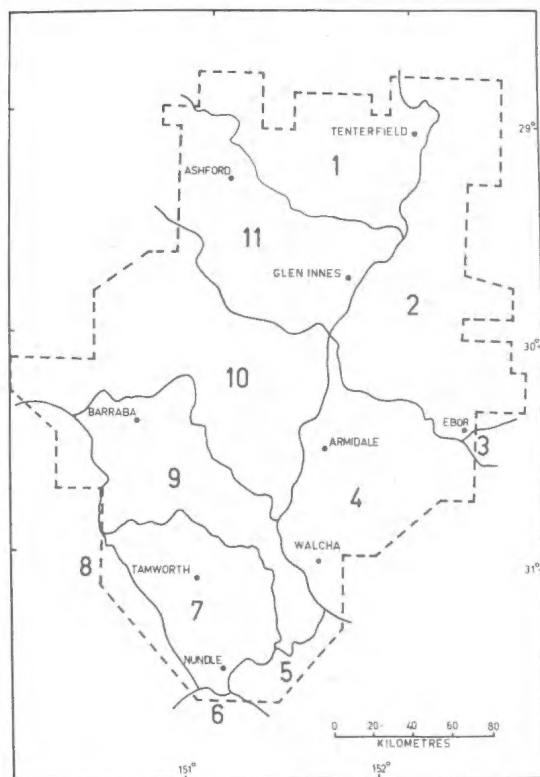 29°
TENTERFIELD
1
ASHFORD
11
GLEN INNES
2
30°
10
BARRABA
EBOR
3
ARMIDALE
4
9
WALCHA
31°
8
TAMWORTH
7
NUNDLE
5
6
0 20 40 60 80
KILOMETRES
151°
152°